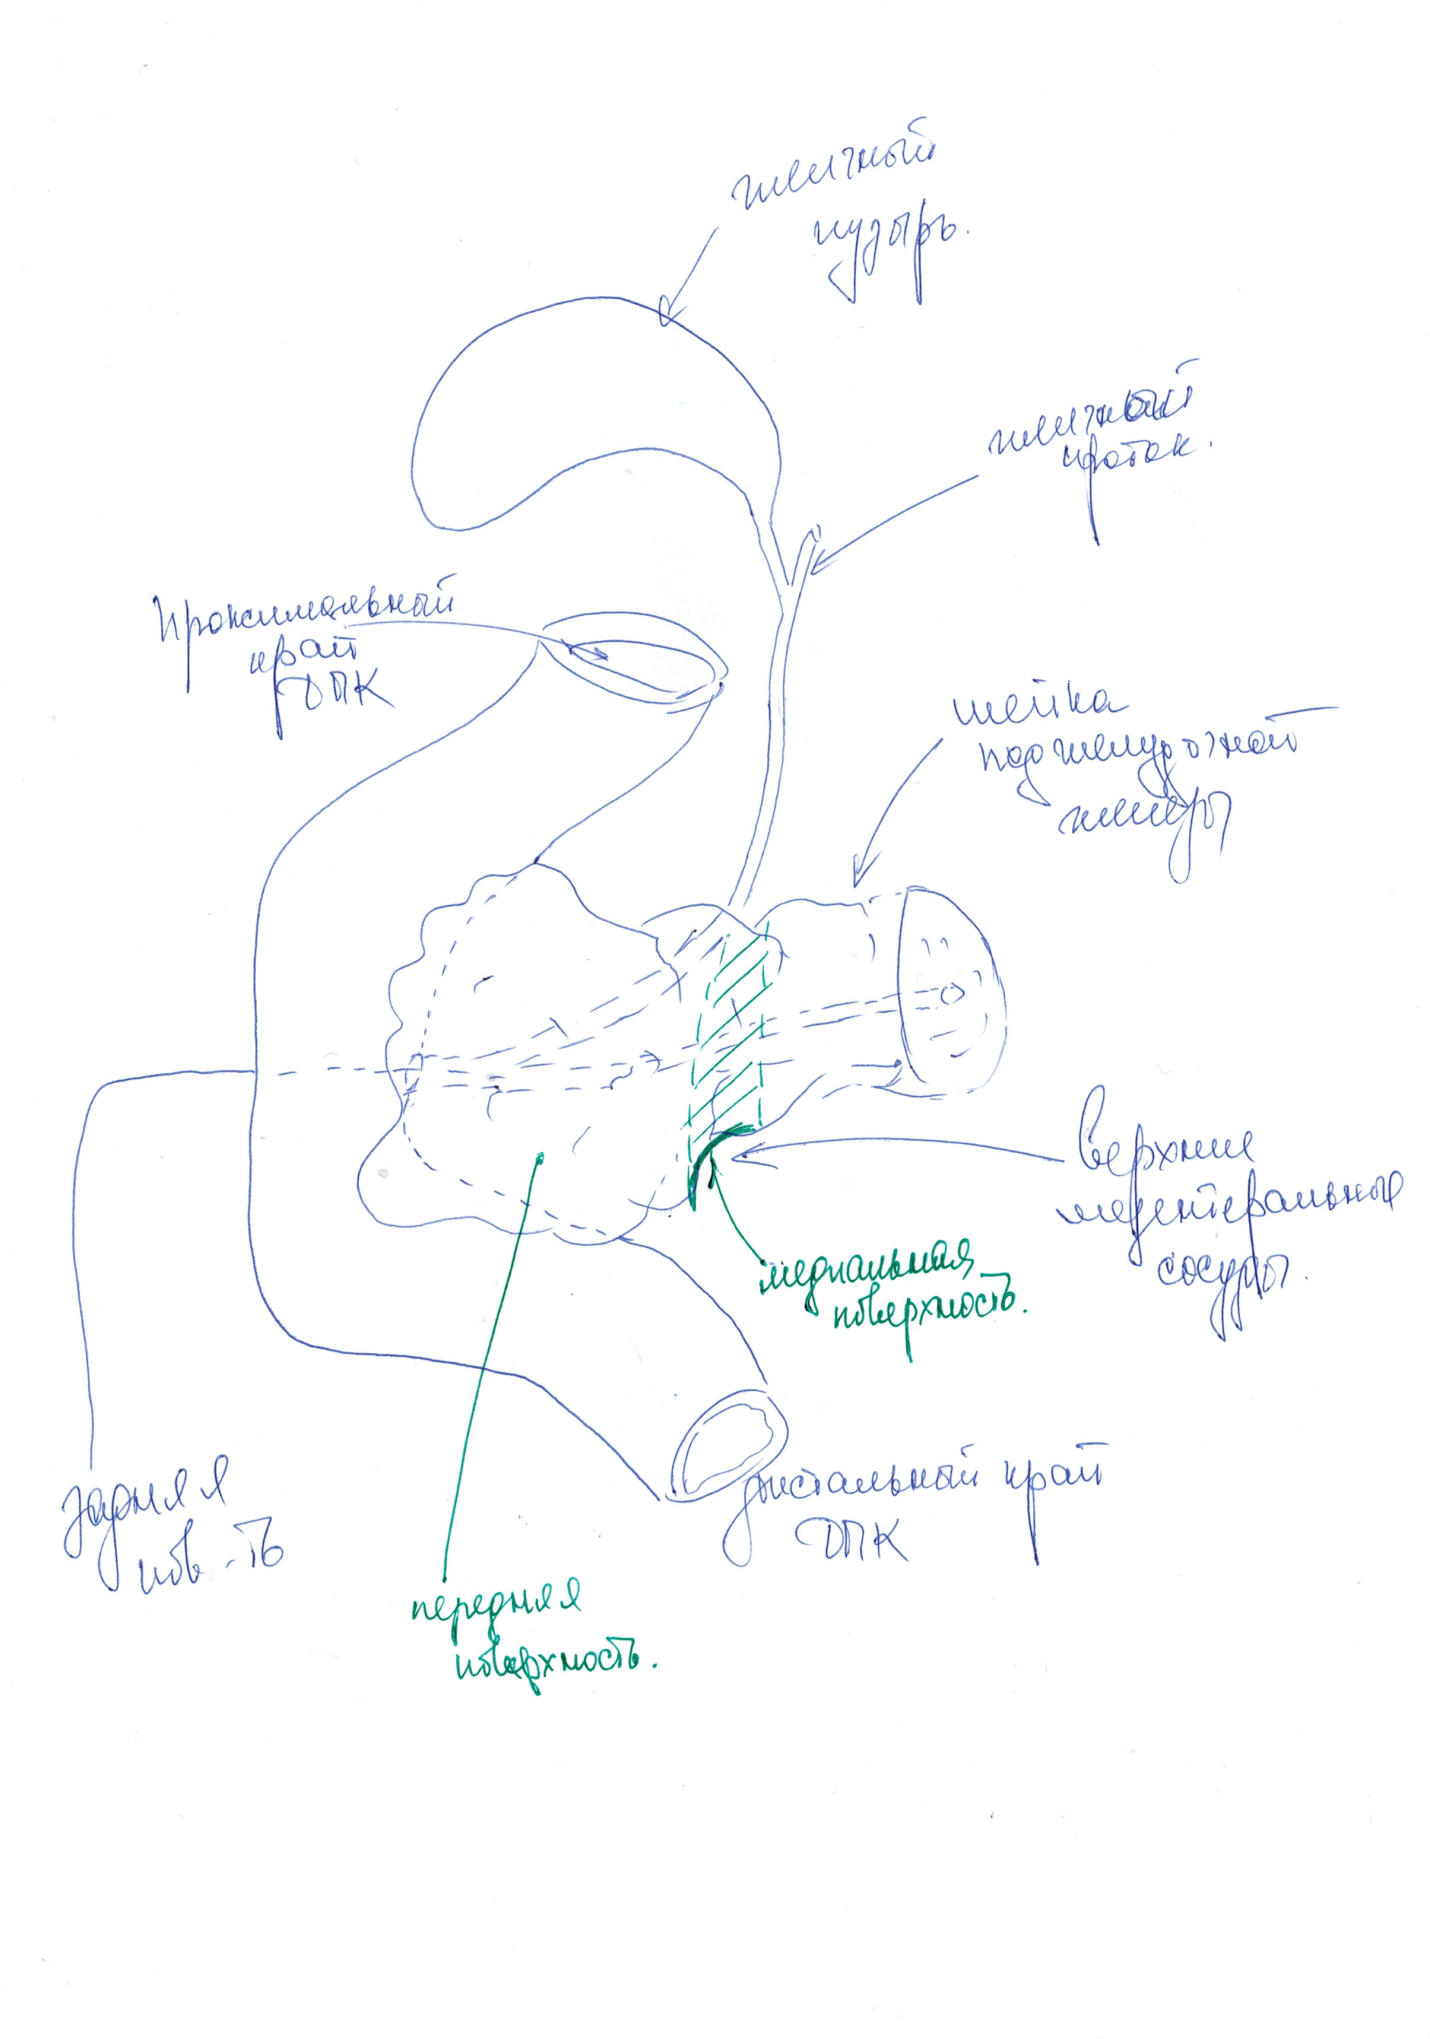 желчный
пузырь.
желчный
проток.
Проксимальный
край
ДПК
шейка
поджелудочной
железы
верхние
мезентеральные
сосуды.
медиальная
поверхность.
задняя
пов-ть
дистальный край
ДПК
передняя
поверхность.